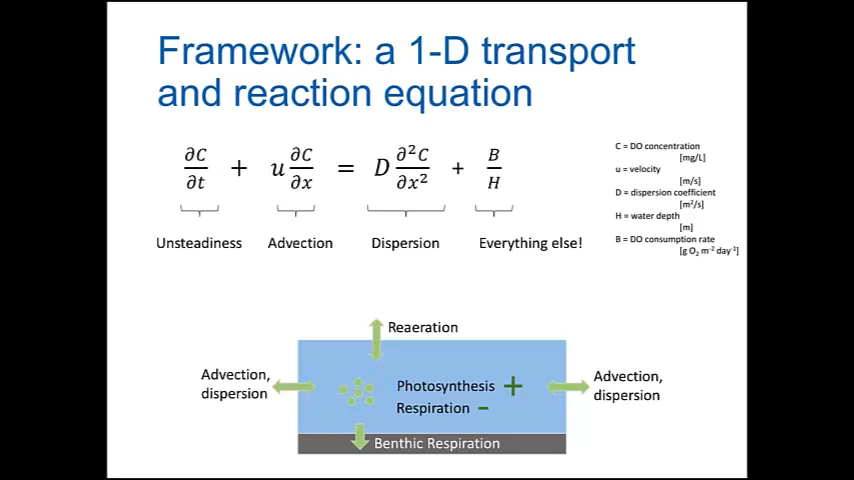 Framework: a 1-D transport
and reaction equation
∂C/∂t + u ∂C/∂x = D ∂²C/∂x² + B/H
Unsteadiness Advection Dispersion Everything else!
C = DO concentration
[mg/L]
u = velocity
[m/s]
D = dispersion coefficient
[m²/s]
H = water depth
[m]
B = DO consumption rate
[g O₂ m⁻² day⁻¹]
Reaeration
Advection,
dispersion
Photosynthesis +
Respiration −
Advection,
dispersion
Benthic Respiration